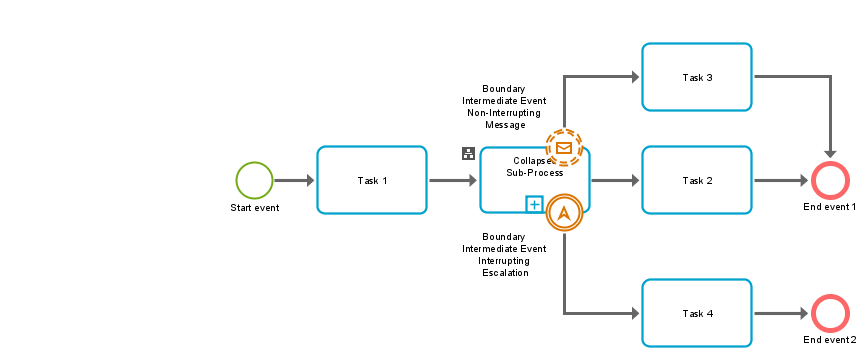 Boundary
Intermediate Event
Non-Interrupting
Message
Task 3
Start event
Task 1
Collapsed
Sub-Process
Task 2
End event 1
Boundary
Intermediate Event
Interrupting
Escalation
Task 4
End event 2